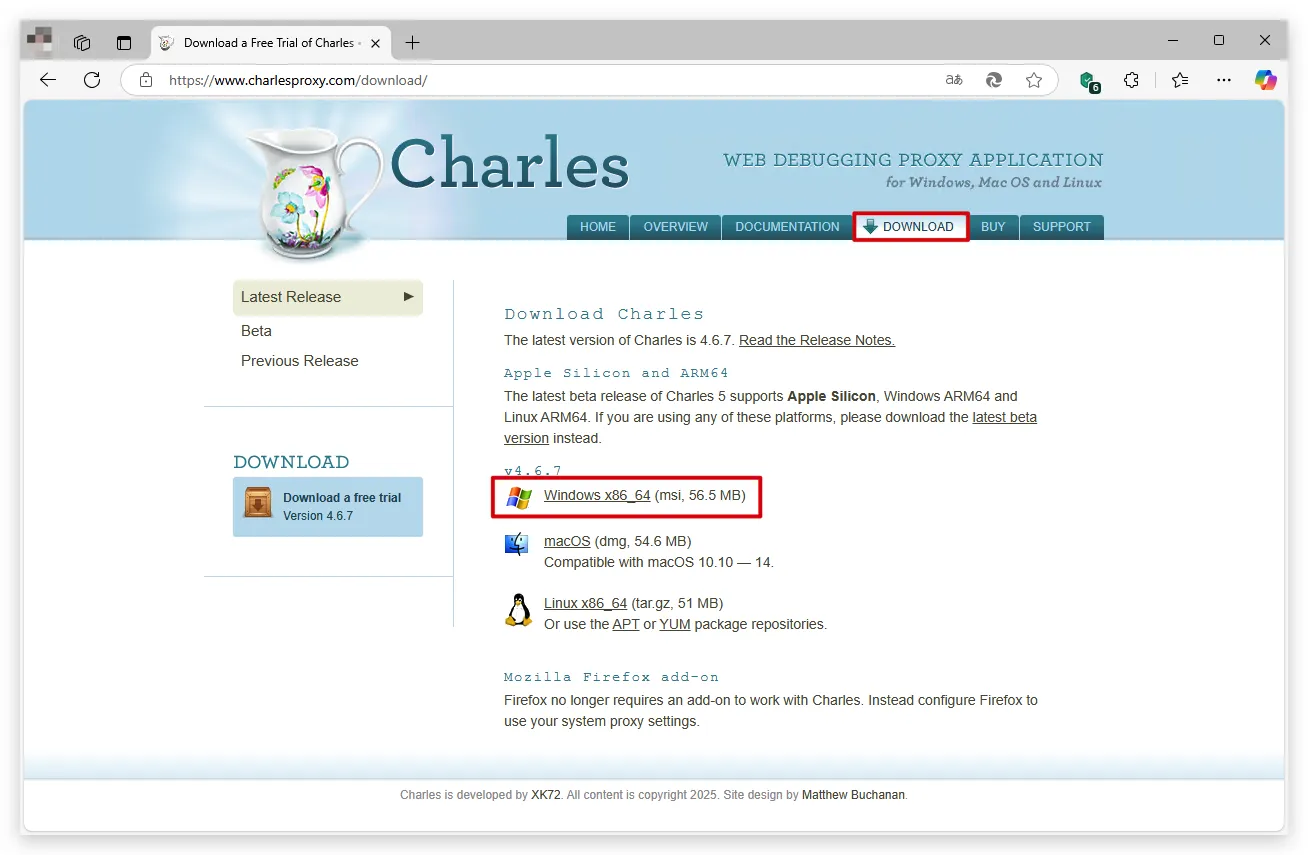 Download a Free Trial of Charles
https://www.charlesproxy.com/download/
aあ
6
Charles
WEB DEBUGGING PROXY APPLICATION
for Windows, Mac OS and Linux
HOME OVERVIEW DOCUMENTATION DOWNLOAD BUY SUPPORT
Latest Release
Beta
Previous Release
DOWNLOAD
Download a free trial
Version 4.6.7
Download Charles
The latest version of Charles is 4.6.7. Read the Release Notes.
Apple Silicon and ARM64
The latest beta release of Charles 5 supports Apple Silicon, Windows ARM64 and
Linux ARM64. If you are using any of these platforms, please download the latest beta
version instead.
v4.6.7
Windows x86_64 (msi, 56.5 MB)
macOS (dmg, 54.6 MB)
Compatible with macOS 10.10 — 14.
Linux x86_64 (tar.gz, 51 MB)
Or use the APT or YUM package repositories.
Mozilla Firefox add-on
Firefox no longer requires an add-on to work with Charles. Instead configure Firefox to
use your system proxy settings.
Charles is developed by XK72. All content is copyright 2025. Site design by Matthew Buchanan.